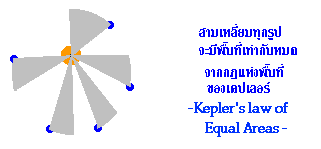 สามเหลี่ยมทุกรูป
จะมีพื้นที่เท่ากันหมด
จากกฎแห่งพื้นที่
ของเคปเลอร์
-Kepler's law of
Equal Areas-